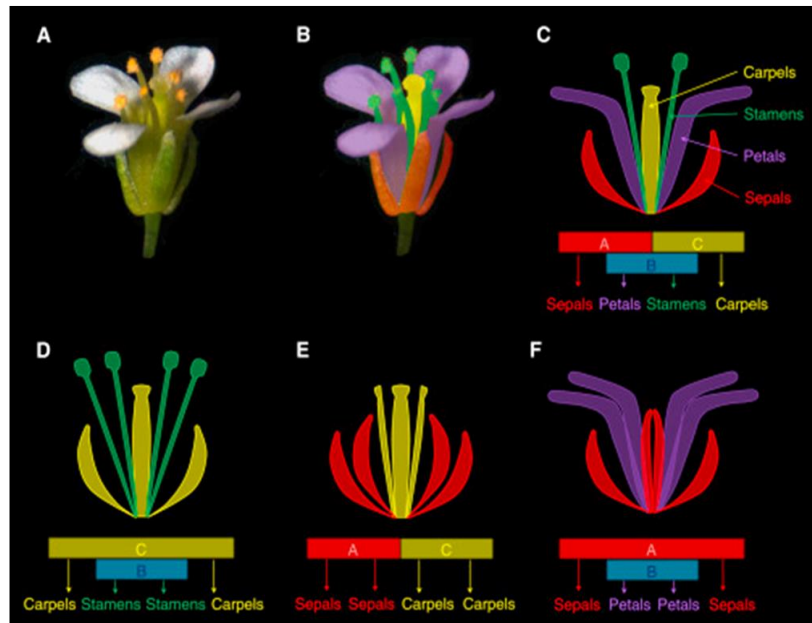 A
B
C
Carpels
Stamens
Petals
Sepals
A C
B
Sepals Petals Stamens Carpels
D
E
F
C
B
Carpels Stamens Stamens Carpels
A C
Sepals Sepals Carpels Carpels
A
B
Sepals Petals Petals Sepals